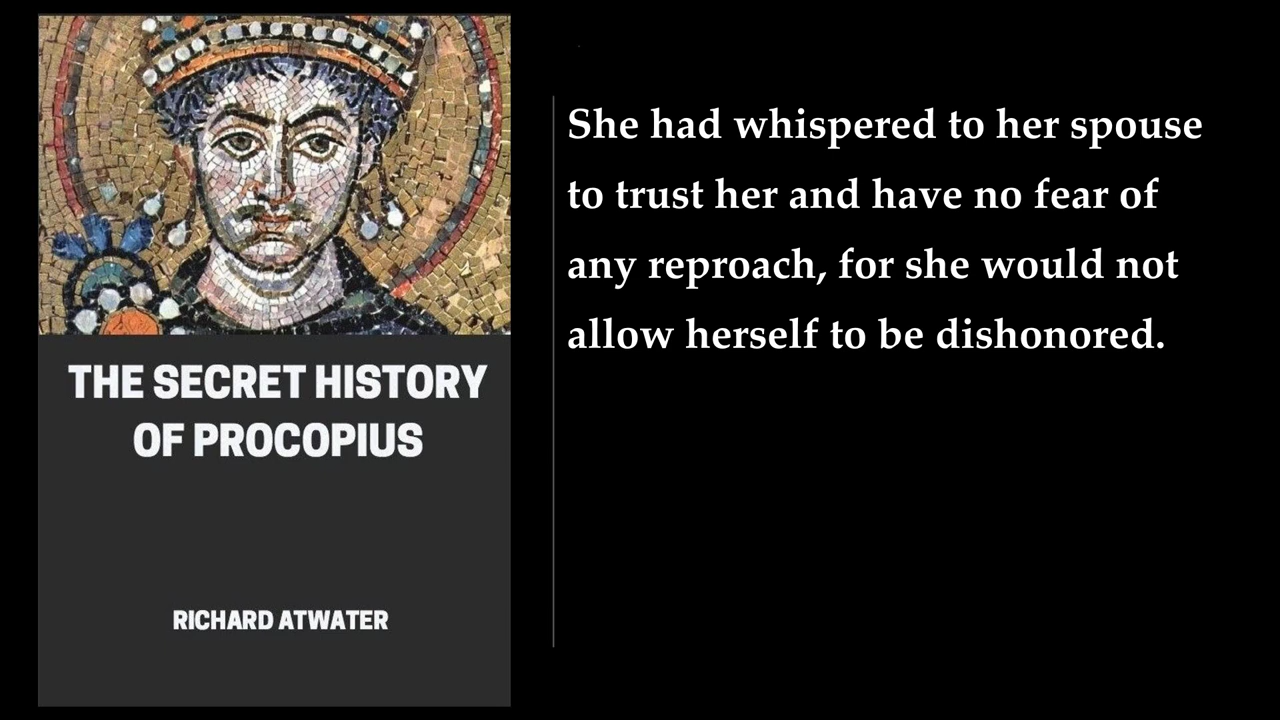 THE SECRET HISTORY
OF PROCOPIUS
RICHARD ATWATER
She had whispered to her spouse
to trust her and have no fear of
any reproach, for she would not
allow herself to be dishonored.